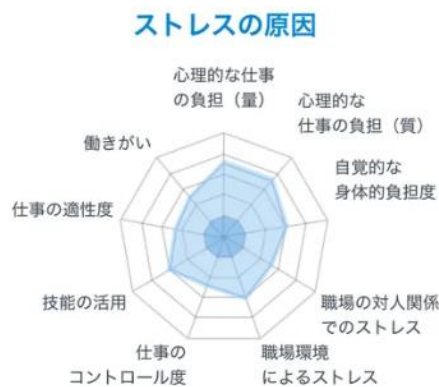 ストレスの原因
心理的な仕事
の負担（量）
心理的な
仕事の負担（質）
自覚的な
身体的負担度
職場の対人関係
でのストレス
職場環境
によるストレス
仕事の
コントロール度
技能の活用
仕事の適性度
働きがい